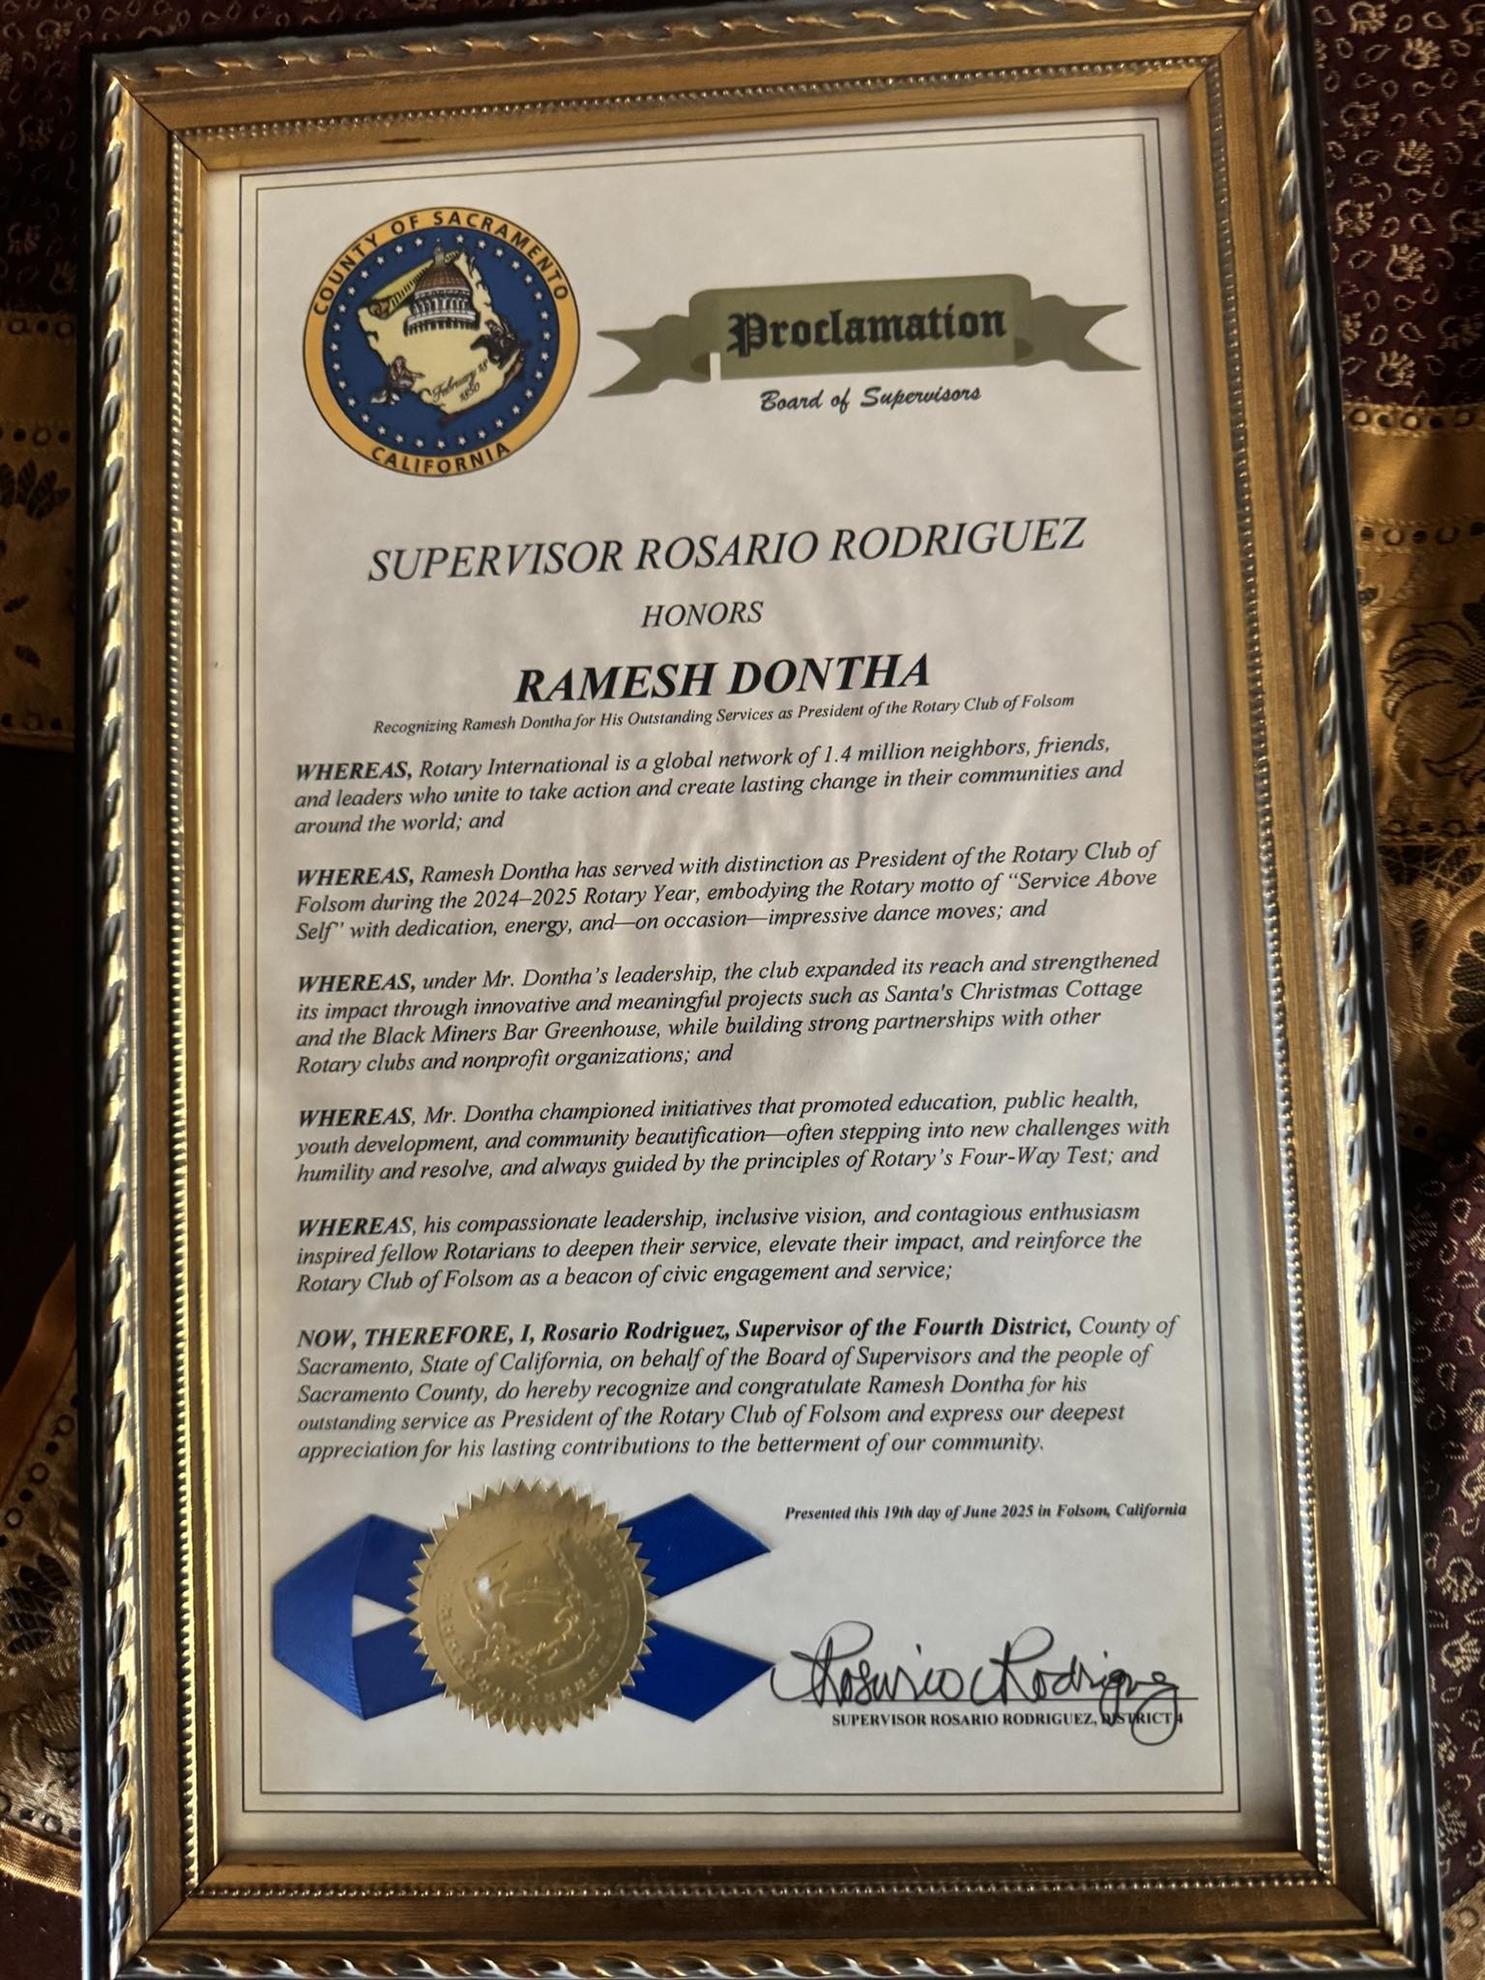 COUNTY OF SACRAMENTO
February 18
1850
CALIFORNIA
Proclamation
Board of Supervisors
SUPERVISOR ROSARIO RODRIGUEZ
HONORS
RAMESH DONTHA
Recognizing Ramesh Dontha for His Outstanding Services as President of the Rotary Club of Folsom
WHEREAS, Rotary International is a global network of 1.4 million neighbors, friends,
and leaders who unite to take action and create lasting change in their communities and
around the world; and
WHEREAS, Ramesh Dontha has served with distinction as President of the Rotary Club of
Folsom during the 2024–2025 Rotary Year, embodying the Rotary motto of “Service Above
Self” with dedication, energy, and—on occasion—impressive dance moves; and
WHEREAS, under Mr. Dontha’s leadership, the club expanded its reach and strengthened
its impact through innovative and meaningful projects such as Santa's Christmas Cottage
and the Black Miners Bar Greenhouse, while building strong partnerships with other
Rotary clubs and nonprofit organizations; and
WHEREAS, Mr. Dontha championed initiatives that promoted education, public health,
youth development, and community beautification—often stepping into new challenges with
humility and resolve, and always guided by the principles of Rotary’s Four-Way Test; and
WHEREAS, his compassionate leadership, inclusive vision, and contagious enthusiasm
inspired fellow Rotarians to deepen their service, elevate their impact, and reinforce the
Rotary Club of Folsom as a beacon of civic engagement and service;
NOW, THEREFORE, I, Rosario Rodriguez, Supervisor of the Fourth District, County of
Sacramento, State of California, on behalf of the Board of Supervisors and the people of
Sacramento County, do hereby recognize and congratulate Ramesh Dontha for his
outstanding service as President of the Rotary Club of Folsom and express our deepest
appreciation for his lasting contributions to the betterment of our community.
Presented this 19th day of June 2025 in Folsom, California
Rosario Rodriguez
SUPERVISOR ROSARIO RODRIGUEZ, DISTRICT 4